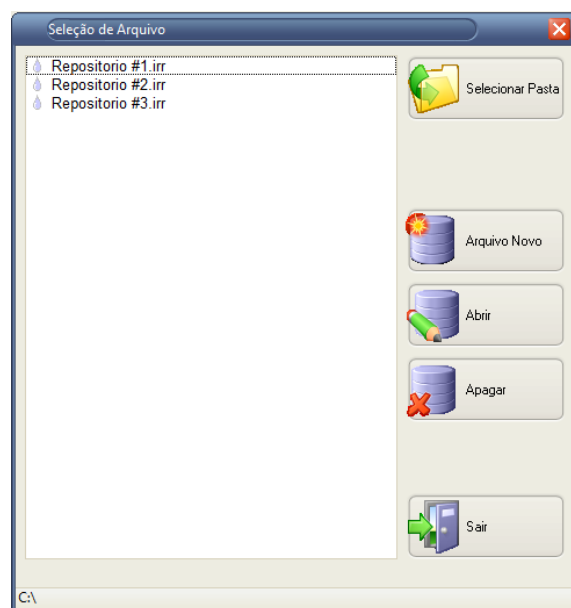 Seleção de Arquivo
Repositorio #1.irr
Repositorio #2.irr
Repositorio #3.irr
Selecionar Pasta
Arquivo Novo
Abrir
Apagar
Sair
C:\